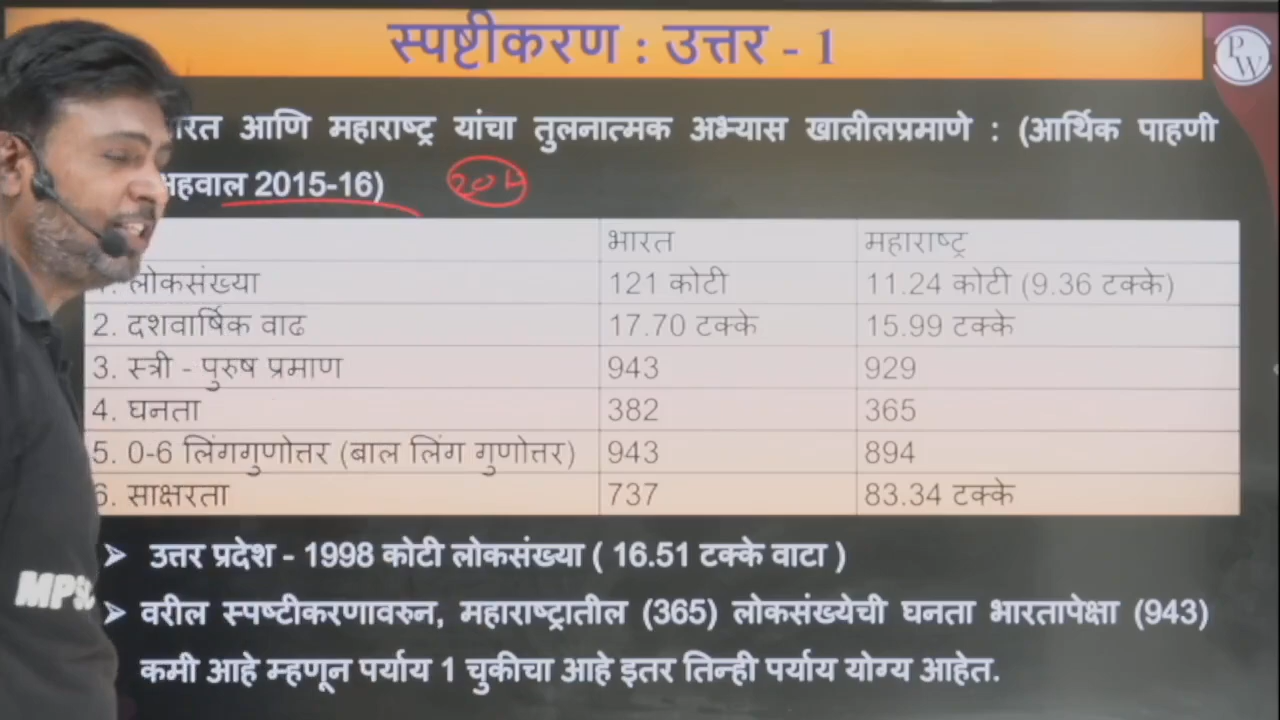 स्पष्टीकरण : उत्तर - 1
PW
आणि महाराष्ट्र यांचा तुलनात्मक अभ्यास खालीलप्रमाणे : (आर्थिक पाहणी
अहवाल 2015-16)
भारत महाराष्ट्र
1. लोकसंख्या 121 कोटी 11.24 कोटी (9.36 टक्के)
2. दशवार्षिक वाढ 17.70 टक्के 15.99 टक्के
3. स्त्री - पुरुष प्रमाण 943 929
4. घनता 382 365
5. 0-6 लिंगगुणोत्तर (बाल लिंग गुणोत्तर) 943 894
6. साक्षरता 737 83.34 टक्के
➢ उत्तर प्रदेश - 1998 कोटी लोकसंख्या ( 16.51 टक्के वाटा )
MPSC
➢ वरील स्पष्टीकरणावरुन, महाराष्ट्रातील (365) लोकसंख्येची घनता भारतापेक्षा (943)
कमी आहे म्हणून पर्याय 1 चुकीचा आहे इतर तिन्ही पर्याय योग्य आहेत.